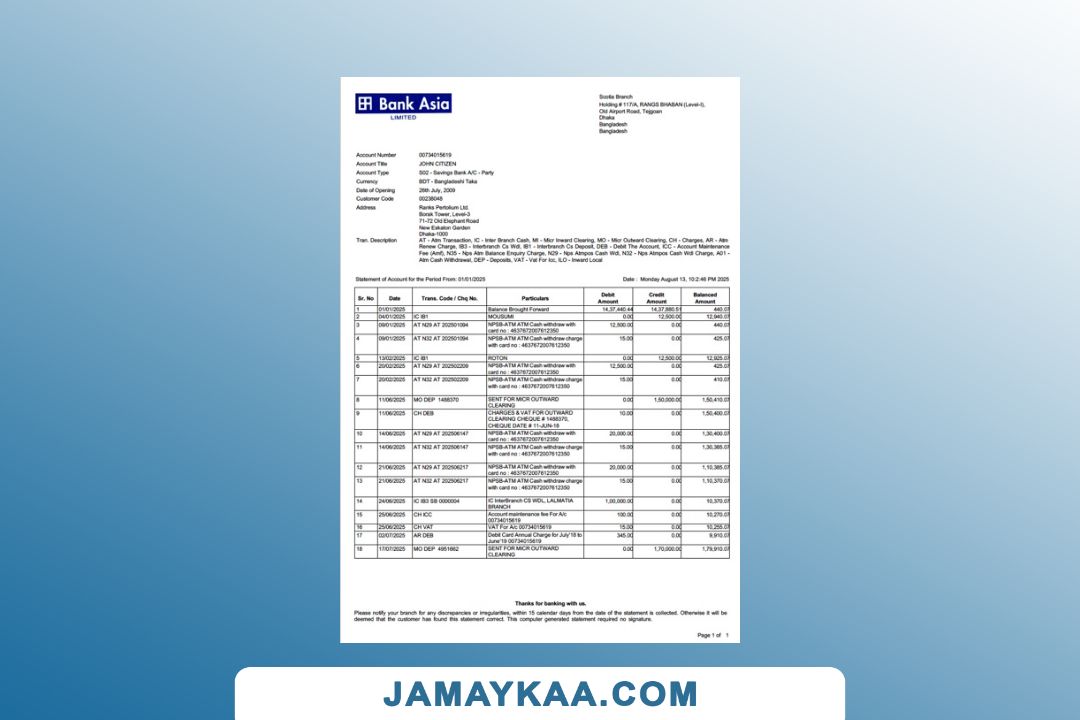 Bank Asia
LIMITED
Scotia Branch
Holding # 117/A, RANGS BHABAN (Level-I),
Old Airport Road, Tejgoan
Dhaka
Bangladesh
Bangladesh
Account Number 00734015619
Account Title JOHN CITIZEN
Account Type S02 - Savings Bank A/C - Party
Currency BDT - Bangladeshi Taka
Date of Opening 28th July, 2009
Customer Code 00238048
Address Ranks Pertolium Ltd.
Borak Tower, Level-3
71-72 Old Elephant Road
New Eskaton Garden
Dhaka-1000
Tran. Description AT - Atm Transaction, IC - Inter Branch Cash, MI - Micr Inward Clearing, MO - Micr Outward Clearing, CH - Charges, AR - Atm
Renew Charge, IB3 - Interbranch Cs Wdl, IB1 - Interbranch Cs Deposit, DEB - Debit The Account, ICC - Account Maintenance
Fee (Amf), N35 - Nps Atm Balance Enquiry Charge, N29 - Nps Atmpos Cash Wdl, N32 - Nps Atmpos Cash Wdl Charge, A01 -
Atm Cash Withdrawal, DEP - Deposits, VAT - Vat For Icc, ILO - Inward Local
Statement of Account for the Period From: 01/01/2025 Date : Monday August 13, 10:2:46 PM 2025
Sr. No Date Trans. Code / Chq No. Particulars Debit Amount Credit Amount Balanced Amount
1 01/01/2025 Balance Brought Forward 14,37,440.44 14,37,880.51 440.07
2 04/01/2025 IC IB1 MOUSUMI 0.00 12,500.00 12,940.07
3 09/01/2025 AT N29 AT 202501094 NPSB-ATM ATM Cash withdraw with 12,500.00 0.00 440.07
card no : 4637672007612350
4 09/01/2025 AT N32 AT 202501094 NPSB-ATM ATM Cash withdraw charge 15.00 0.00 425.07
with card no : 4637672007612350
5 13/02/2025 IC IB1 ROTON 0.00 12,500.00 12,925.07
6 20/02/2025 AT N29 AT 202502209 NPSB-ATM ATM Cash withdraw with 12,500.00 0.00 425.07
card no : 4637672007612350
7 20/02/2025 AT N32 AT 202502209 NPSB-ATM ATM Cash withdraw charge 15.00 0.00 410.07
with card no : 4637672007612350
8 11/06/2025 MO DEP 1488370 SENT FOR MICR OUTWARD 0.00 1,50,000.00 1,50,410.07
CLEARING
9 11/06/2025 CH DEB CHARGES & VAT FOR OUTWARD 10.00 0.00 1,50,400.07
CLEARING CHEQUE # 1488370,
CHEQUE DATE # 11-JUN-18
10 14/06/2025 AT N29 AT 202506147 NPSB-ATM ATM Cash withdraw with 20,000.00 0.00 1,30,400.07
card no : 4637672007612350
11 14/06/2025 AT N32 AT 202506147 NPSB-ATM ATM Cash withdraw charge 15.00 0.00 1,30,385.07
with card no : 4637672007612350
12 21/06/2025 AT N29 AT 202506217 NPSB-ATM ATM Cash withdraw with 20,000.00 0.00 1,10,385.07
card no : 4637672007612350
13 21/06/2025 AT N32 AT 202506217 NPSB-ATM ATM Cash withdraw charge 15.00 0.00 1,10,370.07
with card no : 4637672007612350
14 24/06/2025 IC IB3 SB 0000004 IC InterBranch CS WDL, LALMATIA 1,00,000.00 0.00 10,370.07
BRANCH
15 25/06/2025 CH ICC Account maintenance fee For A/c 100.00 0.00 10,270.07
00734015619
16 25/06/2025 CH VAT VAT For A/c 00734015619 15.00 0.00 10,255.07
17 02/07/2025 AR DEB Debit Card Annual Charge for July'18 to 345.00 0.00 9,910.07
June'19 00734015619
18 17/07/2025 MO DEP 4951662 SENT FOR MICR OUTWARD 0.00 1,70,000.00 1,79,910.07
CLEARING
Thanks for banking with us.
Please notify your branch for any discrepancies or irregularities, within 15 calendar days from the date of the statement is collected. Otherwise it will be
deemed that the customer has found this statement correct. This computer generated statement required no signature.
Page 1 of 1
JAMAYKAA.COM